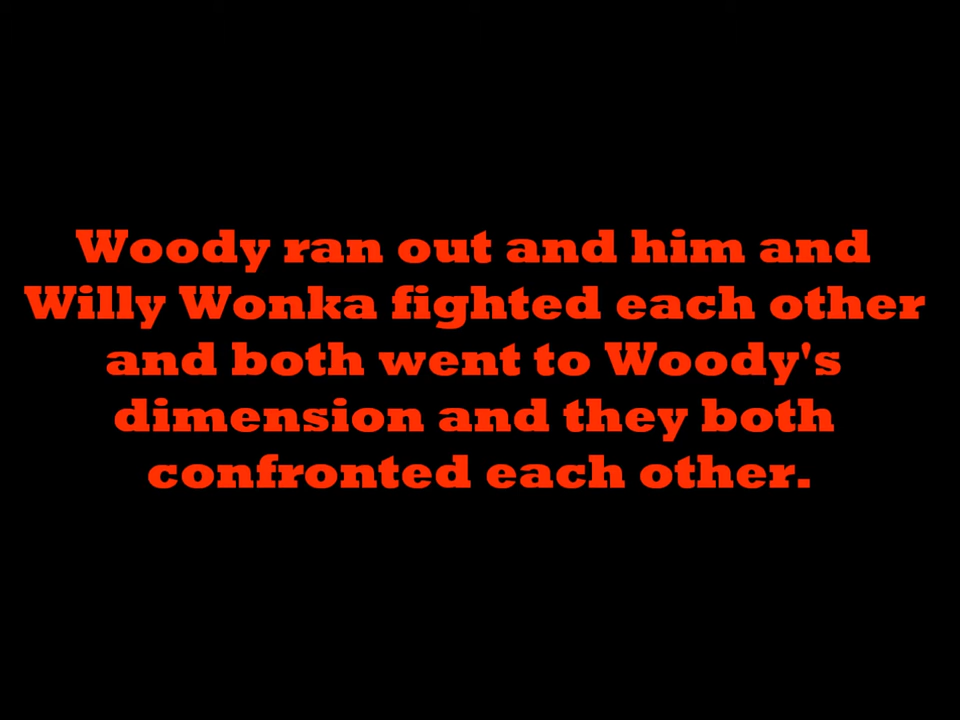 Woody ran out and him and
Willy Wonka fighted each other
and both went to Woody's
dimension and they both
confronted each other.